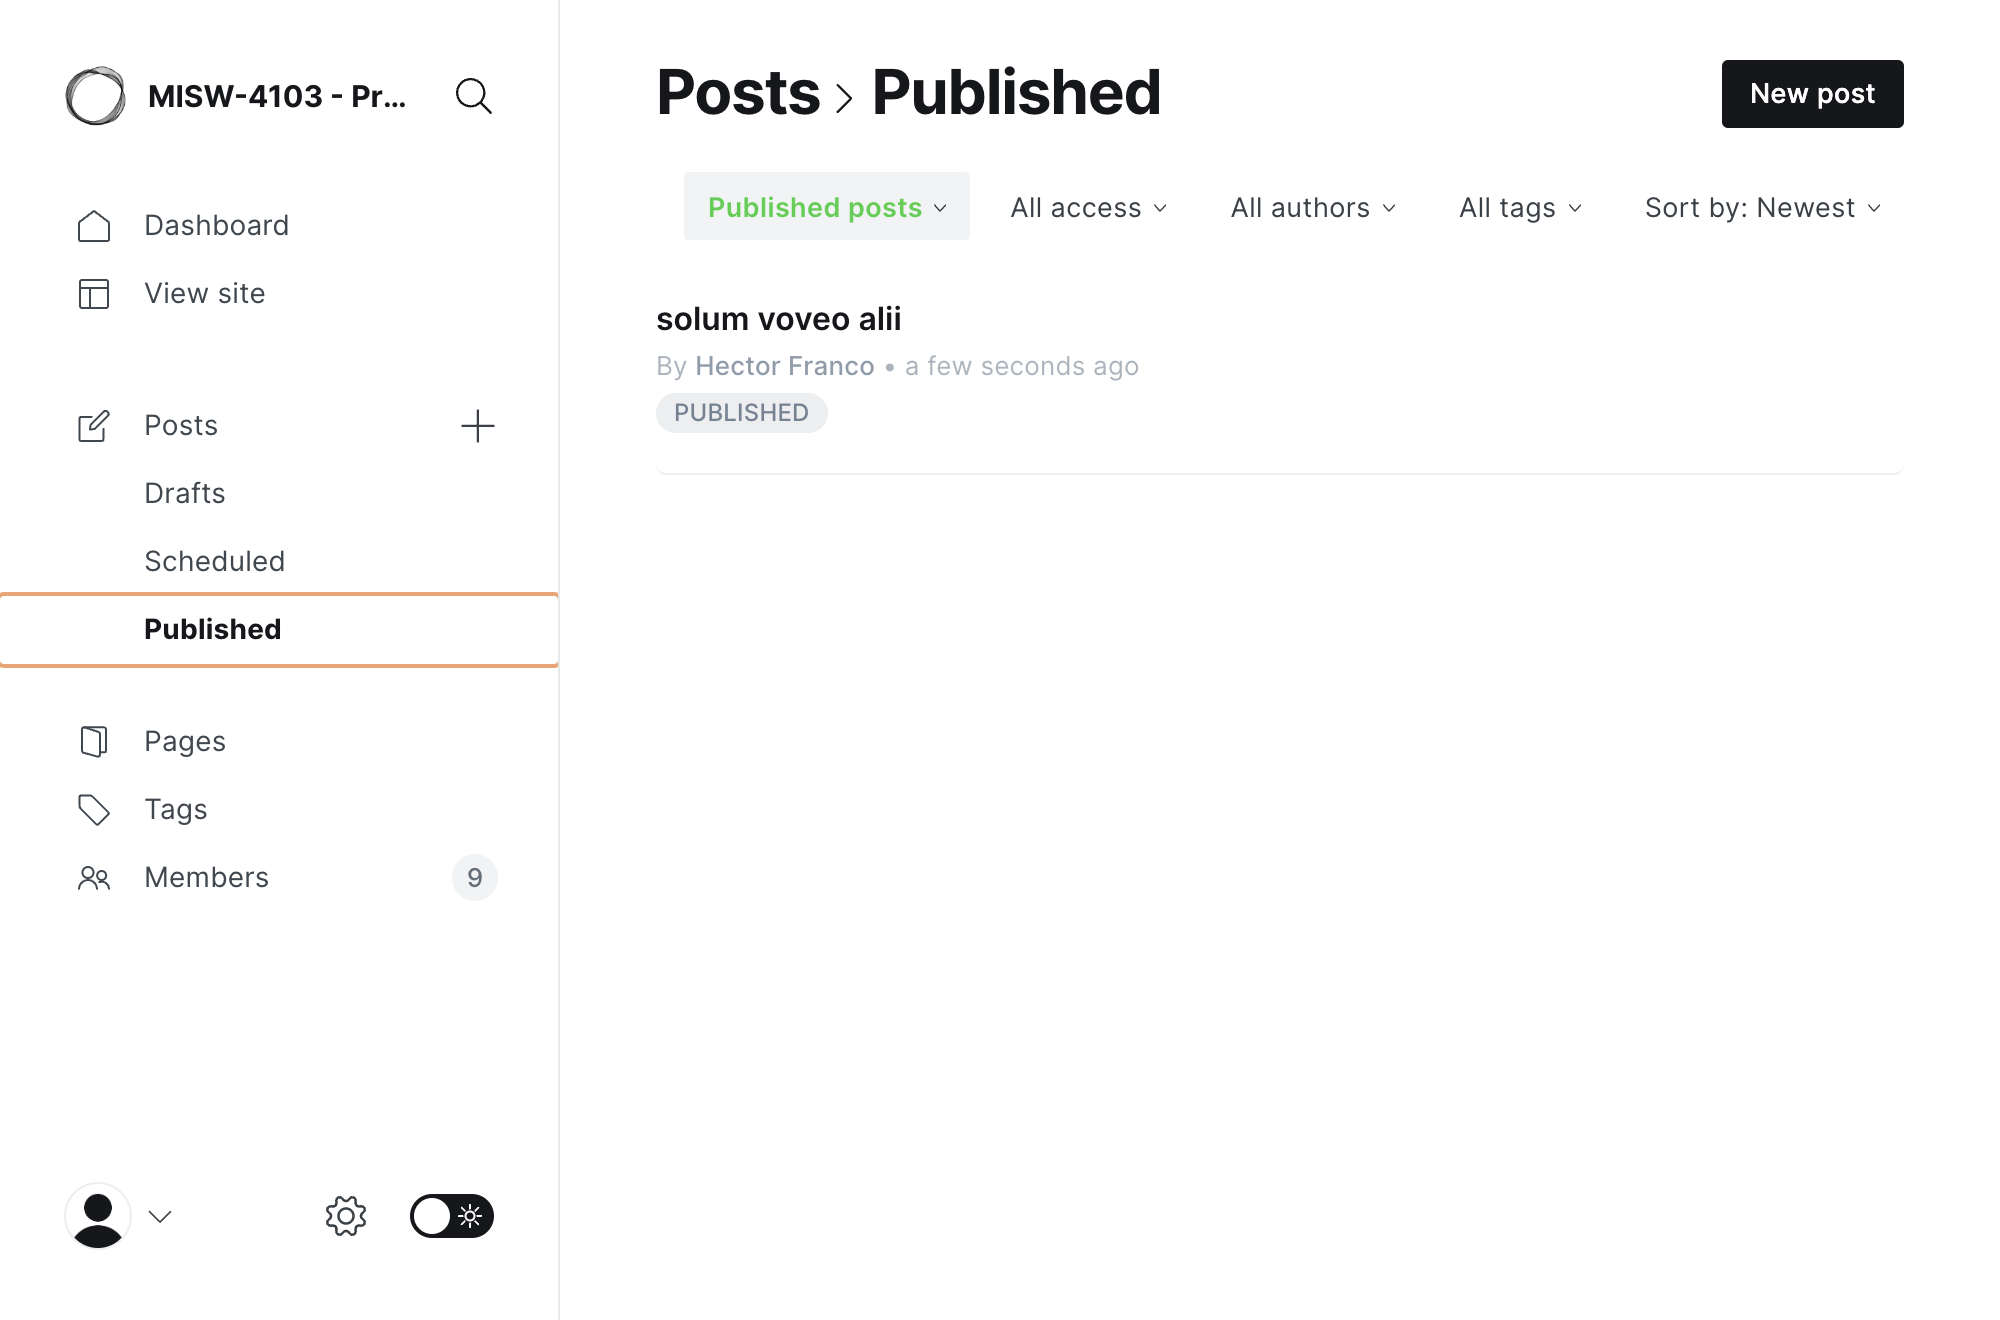 MISW-4103 - Pr...
Dashboard
View site
Posts
Drafts
Scheduled
Published
Pages
Tags
Members 9
Posts > Published
New post
Published posts All access All authors All tags Sort by: Newest
solum voveo alii
By Hector Franco • a few seconds ago
PUBLISHED